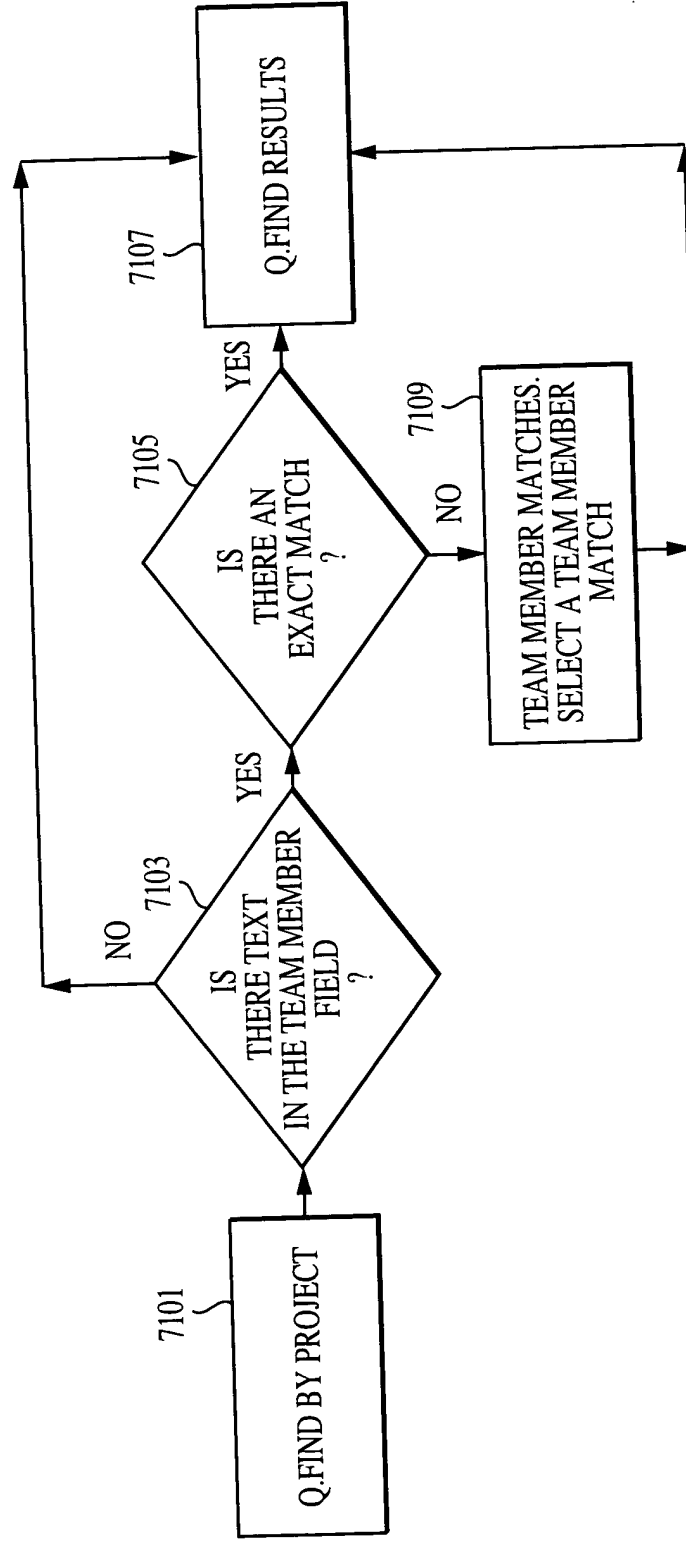 7101
Q.FIND BY PROJECT
7103
IS
THERE TEXT
IN THE TEAM MEMBER
FIELD
?
NO
YES
7105
IS
THERE AN
EXACT MATCH
?
YES
NO
7107
Q.FIND RESULTS
7109
TEAM MEMBER MATCHES.
SELECT A TEAM MEMBER
MATCH